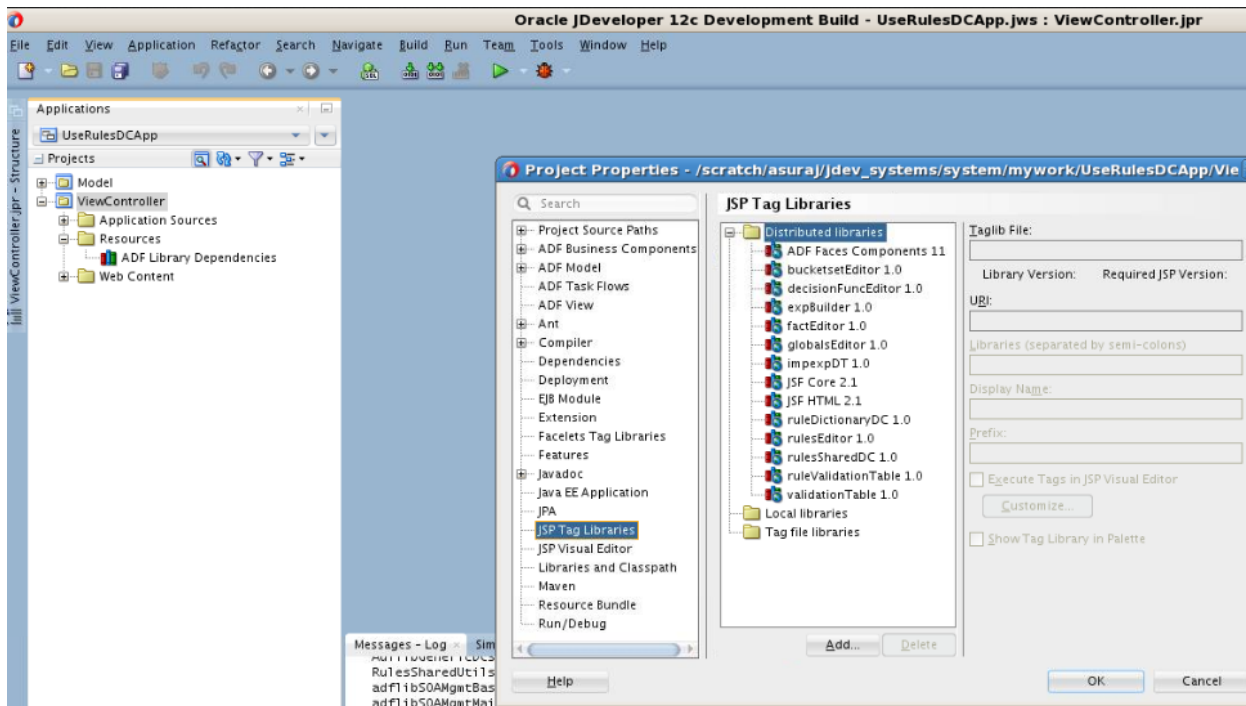 Oracle JDeveloper 12c Development Build - UseRulesDCApp.jws : ViewController.jpr
File Edit View Application Refactor Search Navigate Build Run Team Tools Window Help
ViewController.jpr - Structure
Applications
UseRulesDCApp
Projects
Model
ViewController
Application Sources
Resources
ADF Library Dependencies
Web Content
Project Properties - /scratch/asuraj/jdev_systems/system/mywork/UseRulesDCApp/Vie
Search
Project Source Paths
ADF Business Components
ADF Model
ADF Task Flows
ADF View
Ant
Compiler
Dependencies
Deployment
EJB Module
Extension
Facelets Tag Libraries
Features
Javadoc
Java EE Application
JPA
JSP Tag Libraries
JSP Visual Editor
Libraries and Classpath
Maven
Resource Bundle
Run/Debug
JSP Tag Libraries
Distributed libraries
ADF Faces Components 11
bucketsetEditor 1.0
decisionFuncEditor 1.0
expBuilder 1.0
factEditor 1.0
globalsEditor 1.0
impexpDT 1.0
JSF Core 2.1
JSF HTML 2.1
ruleDictionaryDC 1.0
rulesEditor 1.0
rulesSharedDC 1.0
ruleValidationTable 1.0
validationTable 1.0
Local libraries
Tag file libraries
Add... Delete
Taglib File:
Library Version: Required JSP Version:
URI:
Libraries (separated by semi-colons)
Display Name:
Prefix:
Execute Tags in JSP Visual Editor
Customize...
Show Tag Library in Palette
Help OK Cancel
Messages - Log Sim
RulesSharedUtils
adflibSOAMgmtBas
adflibSOAMgmtMai